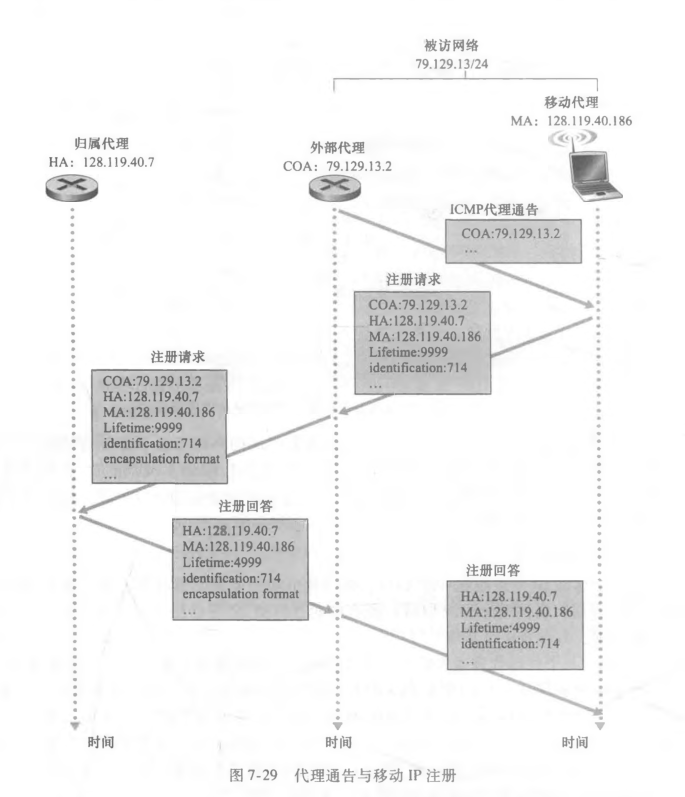 被访网络
79.129.13/24
移动代理
MA: 128.119.40.186
归属代理
HA: 128.119.40.7
外部代理
COA: 79.129.13.2
ICMP代理通告
COA:79.129.13.2
…
注册请求
COA:79.129.13.2
HA:128.119.40.7
MA:128.119.40.186
Lifetime:9999
identification:714
…
注册请求
COA:79.129.13.2
HA:128.119.40.7
MA:128.119.40.186
Lifetime:9999
identification:714
encapsulation format
…
注册回答
HA:128.119.40.7
MA:128.119.40.186
Lifetime:4999
identification:714
encapsulation format
…
注册回答
HA:128.119.40.7
MA:128.119.40.186
Lifetime:4999
identification:714
…
时间
时间
时间
图 7-29 代理通告与移动 IP 注册